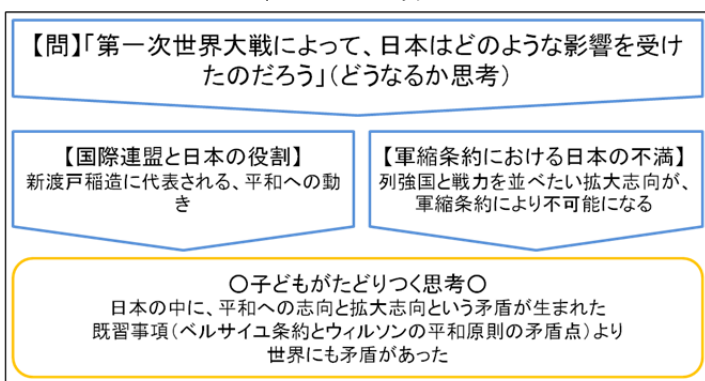 【問】「第一次世界大戦によって、日本はどのような影響を受け
たのだろう」(どうなるか思考)
【国際連盟と日本の役割】
新渡戸稲造に代表される、平和への動
き
【軍縮条約における日本の不満】
列強国と戦力を並べたい拡大志向が、
軍縮条約により不可能になる
〇子どもがたどりつく思考〇
日本の中に、平和への志向と拡大志向という矛盾が生まれた
既習事項(ベルサイユ条約とウィルソンの平和原則の矛盾点)より
世界にも矛盾があった